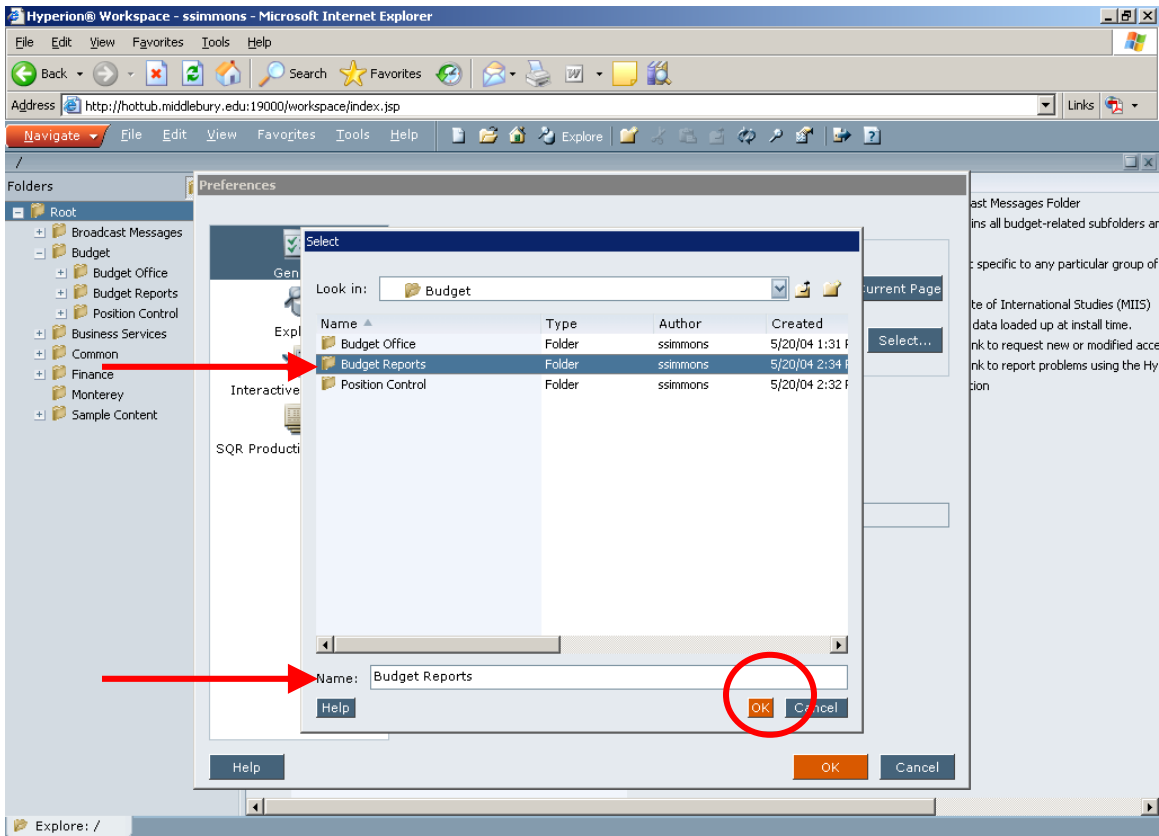 Hyperion® Workspace - ssimmons - Microsoft Internet Explorer
File Edit View Favorites Tools Help
Back Search Favorites
Address http://hottub.middlebury.edu:19000/workspace/index.jsp Links
Navigate File Edit View Favorites Tools Help Explore
/
Folders
Preferences
Root
Broadcast Messages
Budget
Budget Office
Budget Reports
Position Control
Business Services
Common
Finance
Monterey
Sample Content
Gen
Expl
Interactive
SQR Producti
Select
Look in: Budget
Name Type Author Created
Budget Office Folder ssimmons 5/20/04 1:31
Budget Reports Folder ssimmons 5/20/04 2:34
Position Control Folder ssimmons 5/20/04 2:32
Name: Budget Reports
Help OK Cancel
Current Page
Select...
Help OK Cancel
ast Messages Folder
ins all budget-related subfolders ar
specific to any particular group of
te of International Studies (MIIS)
data loaded up at install time.
nk to request new or modified acce
nk to report problems using the Hy
ion
Explore: /